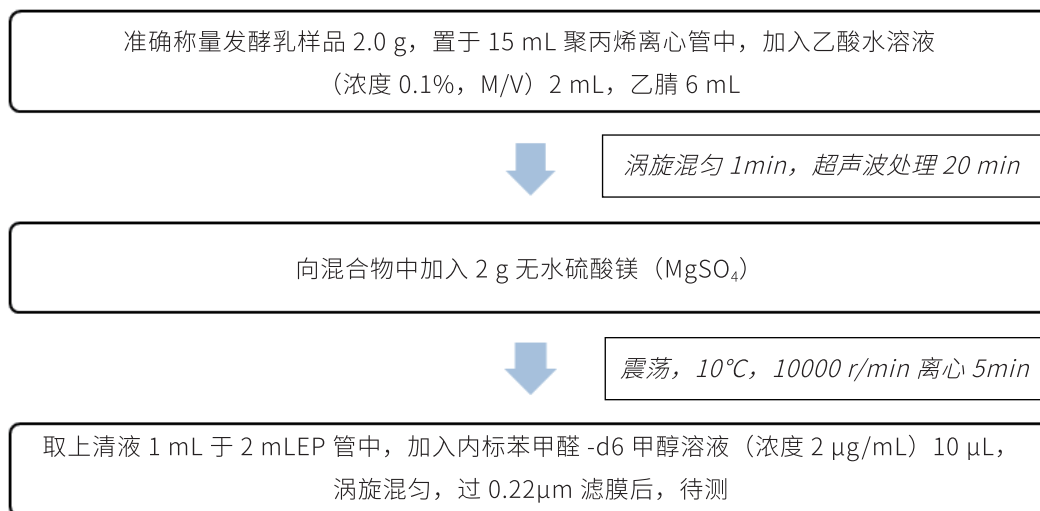 准确称量发酵乳样品 2.0 g，置于 15 mL 聚丙烯离心管中，加入乙酸水溶液
（浓度 0.1%，M/V）2 mL，乙腈 6 mL
涡旋混匀 1min，超声波处理 20 min
向混合物中加入 2 g 无水硫酸镁（MgSO₄）
震荡，10℃，10000 r/min 离心 5min
取上清液 1 mL 于 2 mLEP 管中，加入内标苯甲醛 -d6 甲醇溶液（浓度 2 μg/mL）10 μL，
涡旋混匀，过 0.22μm 滤膜后，待测